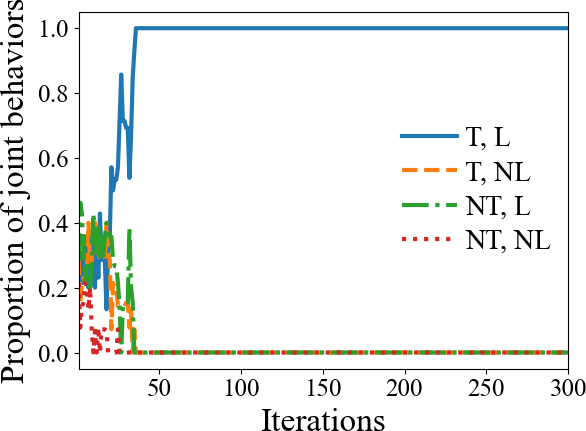 Proportion of joint behaviors
1.0
0.8
0.6
0.4
0.2
0.0
T, L
T, NL
NT, L
NT, NL
50 100 150 200 250 300
Iterations